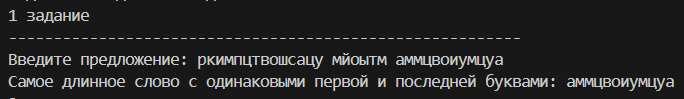 1 задание
---------------------------------------------------------
Введите предложение: ркимпцтвошсацу мйоытм аммцвоиумцуа
Самое длинное слово с одинаковыми первой и последней буквами: аммцвоиумцуа